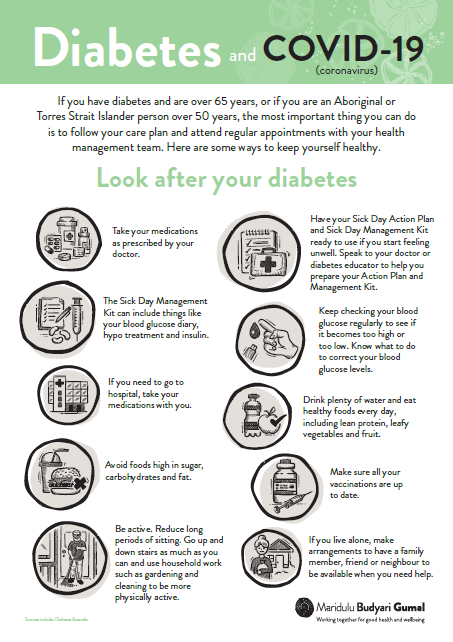 Diabetes and COVID-19
(coronavirus)
If you have diabetes and are over 65 years, or if you are an Aboriginal or
Torres Strait Islander person over 50 years, the most important thing you can do
is to follow your care plan and attend regular appointments with your health
management team. Here are some ways to keep yourself healthy.
Look after your diabetes
Take your medications
as prescribed by your
doctor.
Have your Sick Day Action Plan
and Sick Day Management Kit
ready to use if you start feeling
unwell. Speak to your doctor or
diabetes educator to help you
prepare your Action Plan and
Management Kit.
The Sick Day Management
Kit can include things like
your blood glucose diary,
hypo treatment and insulin.
Keep checking your blood
glucose regularly to see if
it becomes too high or
too low. Know what to do
to correct your blood
glucose levels.
If you need to go to
hospital, take your
medications with you.
Drink plenty of water and eat
healthy foods every day,
including lean protein, leafy
vegetables and fruit.
Avoid foods high in sugar,
carbohydrates and fat.
Make sure all your
vaccinations are up
to date.
Be active. Reduce long
periods of sitting. Go up and
down stairs as much as you
can and use household work
such as gardening and
cleaning to be more
physically active.
If you live alone, make
arrangements to have a family
member, friend or neighbour to
be available when you need help.
Sources include: Diabetes Australia
Maridulu Budyari Gumal
Working together for good health and wellbeing